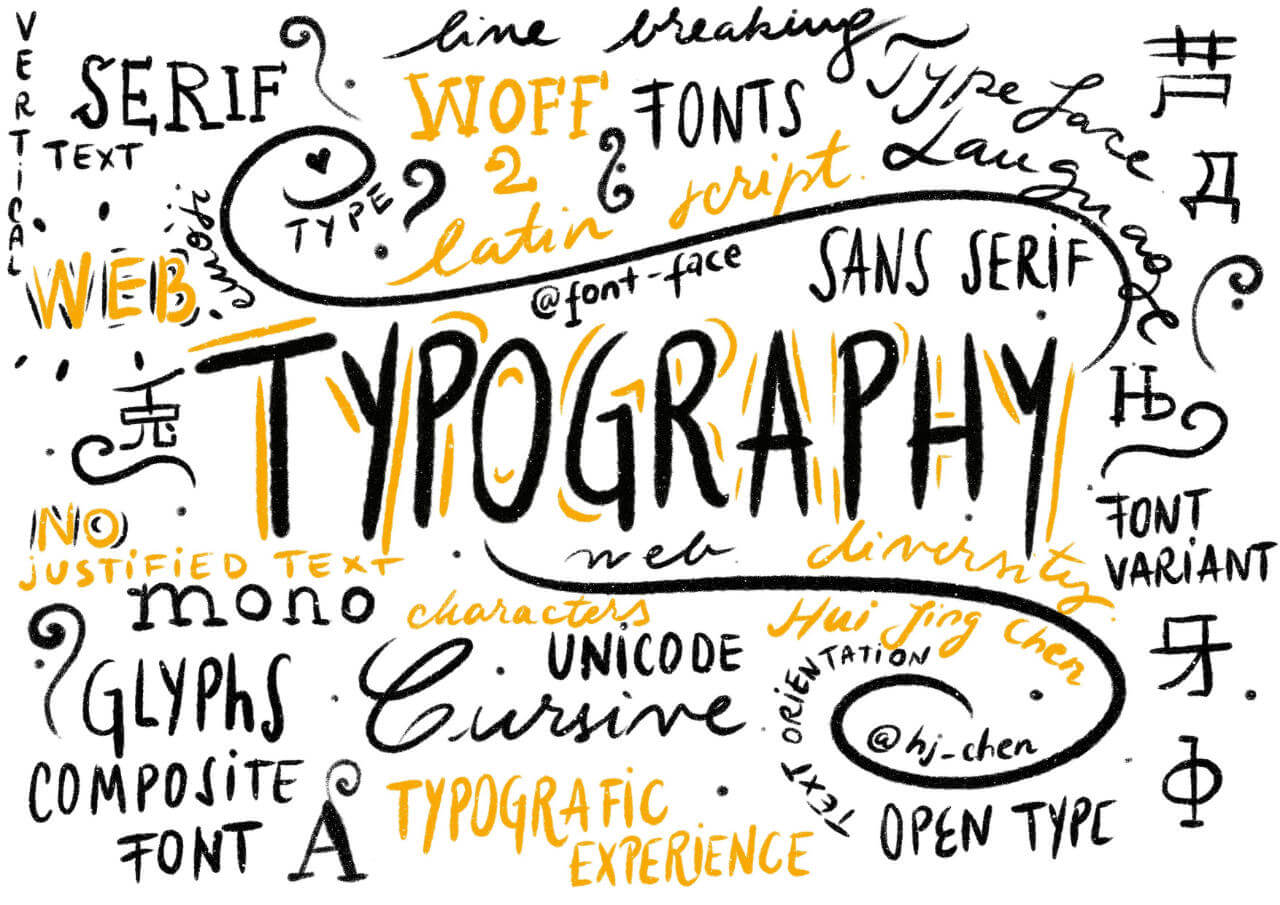 VERTiCAL
SERIF
TEXT
line breaking
WOFF
2
FONTS
Type face
Language
TYPE
emoji
WEB
latin script
@font-face
SANS SERiF
Д
TYPOGRAPHY
Њ
NO
jUSTiFiED TEXT
mono
web
diversity
FONT
VARiANT
characters
Hui Jing Chen
UNiCODE
Cursive
GLYPhS
TEXT ORiENTATiON
@hj_chen
牙
Ф
COMPOSiTE
FONT
A
TYPOGRAFiC
EXPERiENCE
OPEN TYPE